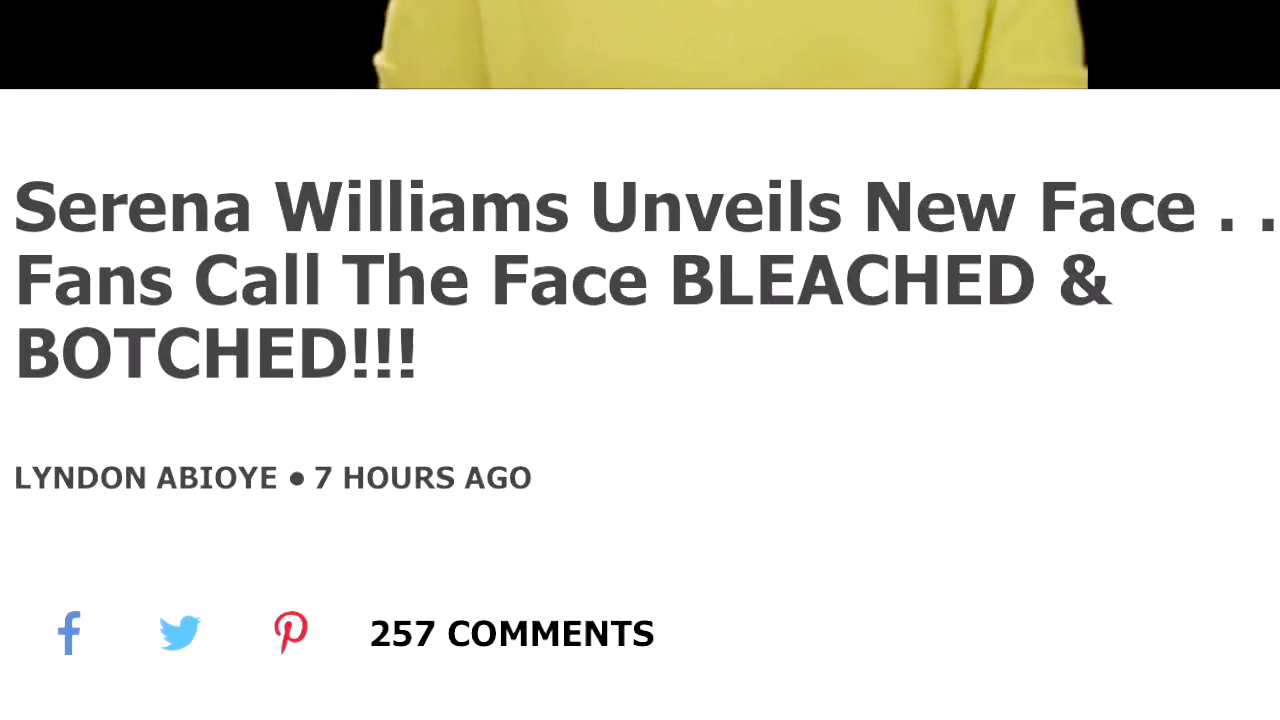 Serena Williams Unveils New Face . .
Fans Call The Face BLEACHED &
BOTCHED!!!
LYNDON ABIOYE ● 7 HOURS AGO
257 COMMENTS